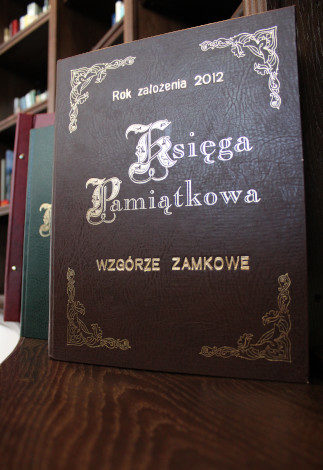 Rok założenia 2012
Księga
Pamiątkowa
WZGÓRZE ZAMKOWE